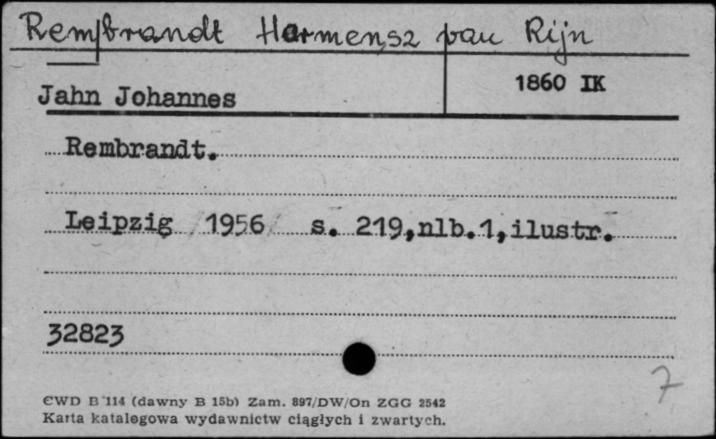 Rembrandt Harmensz van Rijn
1860 IK
Jahn Johannes
Rembrandt.
Leipzig 1956 s. 219,nlb.1,ilustr.
32823
7
CWD B 114 (dawny B 15b) Zam. 897/DW/On ZGG 2542
Karta katalogowa wydawnictw ciągłych i zwartych.